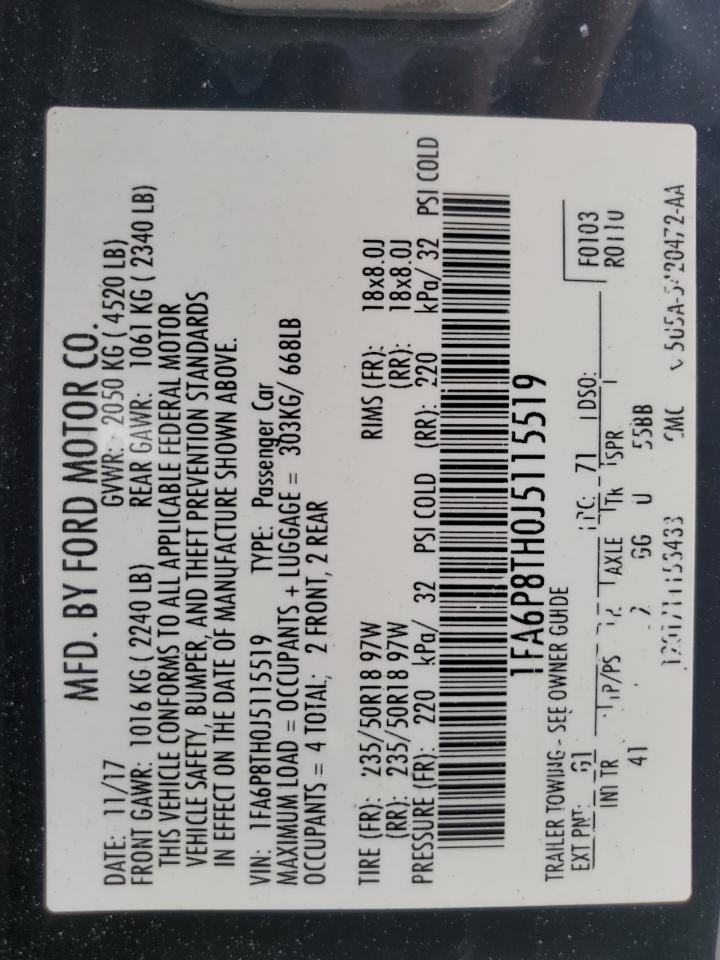 MFD. BY FORD MOTOR CO.
DATE: 11/17 GVWR: 2050 KG ( 4520 LB)
FRONT GAWR: 1016 KG ( 2240 LB) REAR GAWR: 1061 KG ( 2340 LB)
THIS VEHICLE CONFORMS TO ALL APPLICABLE FEDERAL MOTOR
VEHICLE SAFETY, BUMPER, AND THEFT PREVENTION STANDARDS
IN EFFECT ON THE DATE OF MANUFACTURE SHOWN ABOVE.
VIN: 1FA6P8TH0J5115519 TYPE: Passenger Car
MAXIMUM LOAD = OCCUPANTS + LUGGAGE = 303KG/ 668LB
OCCUPANTS = 4 TOTAL; 2 FRONT, 2 REAR
TIRE (FR): 235/50R18 97W RIMS (FR): 18x8.0J
(RR): 235/50R18 97W (RR): 18x8.0J
PRESSURE (FR): 220 kPa/ 32 PSI COLD (RR): 220 kPa/ 32 PSI COLD
1FA6P8TH0J5115519
TRAILER TOWING - SEE OWNER GUIDE
EXT PNT: 71 DSO: F0103
INT TR AXLE TR SPR
41 GG U 55BB